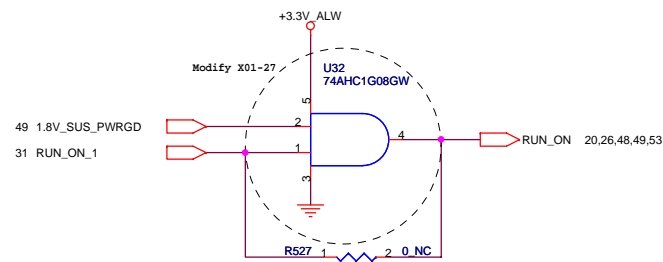 +3.3V_ALW
Modify X01-27
U32
74AHC1G08GW
5
49 1.8V_SUS_PWRGD
2
4
RUN_ON 20,26,48,49,53
31 RUN_ON_1
1
3
R527 1 2 0_NC